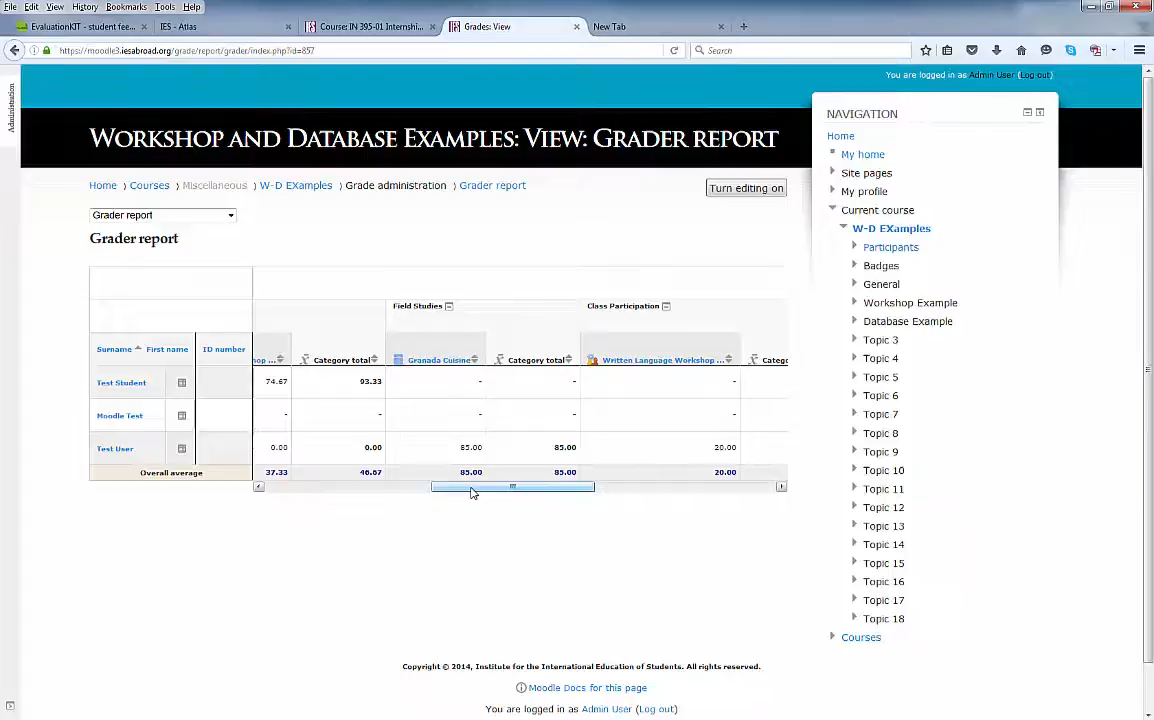 File Edit View History Bookmarks Tools Help
EvaluationKIT - student fee...
IES - Atlas
Course: IN 395-01 Internshi...
Grades: View
New Tab
https://moodle3.iesabroad.org/grade/report/grader/index.php?id=857
Search
Administration
You are logged in as Admin User (Log out)
Workshop and Database Examples: View: Grader report
Home Courses Miscellaneous W-D EXamples Grade administration Grader report
Turn editing on
Grader report
Grader report
Field Studies Class Participation
Surname First name ID number op ... Category total Granada Cuisine Category total Written Language Workshop ... Categ
Test Student 74.67 93.33 - - -
Moodle Test - - - - -
Test User 0.00 0.00 85.00 85.00 20.00
Overall average 37.33 46.67 85.00 85.00 20.00
NAVIGATION
Home
My home
Site pages
My profile
Current course
W-D EXamples
Participants
Badges
General
Workshop Example
Database Example
Topic 3
Topic 4
Topic 5
Topic 6
Topic 7
Topic 8
Topic 9
Topic 10
Topic 11
Topic 12
Topic 13
Topic 14
Topic 15
Topic 16
Topic 17
Topic 18
Courses
Copyright © 2014, Institute for the International Education of Students. All rights reserved.
Moodle Docs for this page
You are logged in as Admin User (Log out)